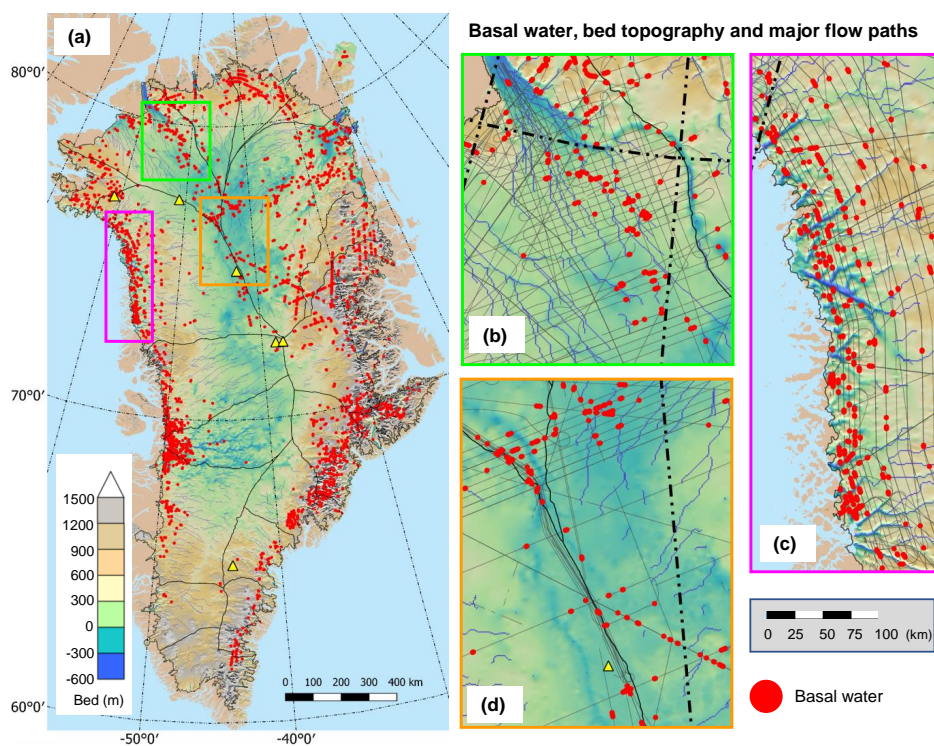 Basal water, bed topography and major flow paths
(a)
80°0'
70°0'
60°0'
-50°0'
-40°0'
1500
1200
900
600
300
0
-300
-600
Bed (m)
0 100 200 300 400 km
(b)
(c)
(d)
0 25 50 75 100 (km)
Basal water